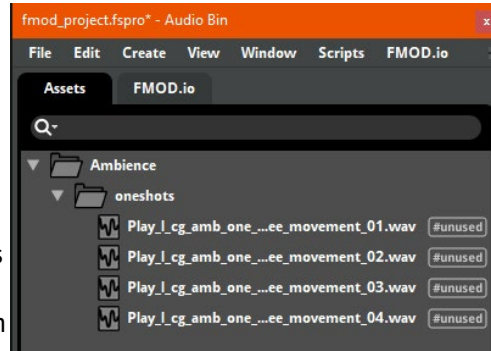 fmod_project.fspro* - Audio Bin
x
File Edit Create View Window Scripts FMOD.io
Assets FMOD.io
Ambience
oneshots
Play_l_cg_amb_one_...ee_movement_01.wav #unused
Play_l_cg_amb_one_...ee_movement_02.wav #unused
s
Play_l_cg_amb_one_...ee_movement_03.wav #unused
Play_l_cg_amb_one_...ee_movement_04.wav #unused